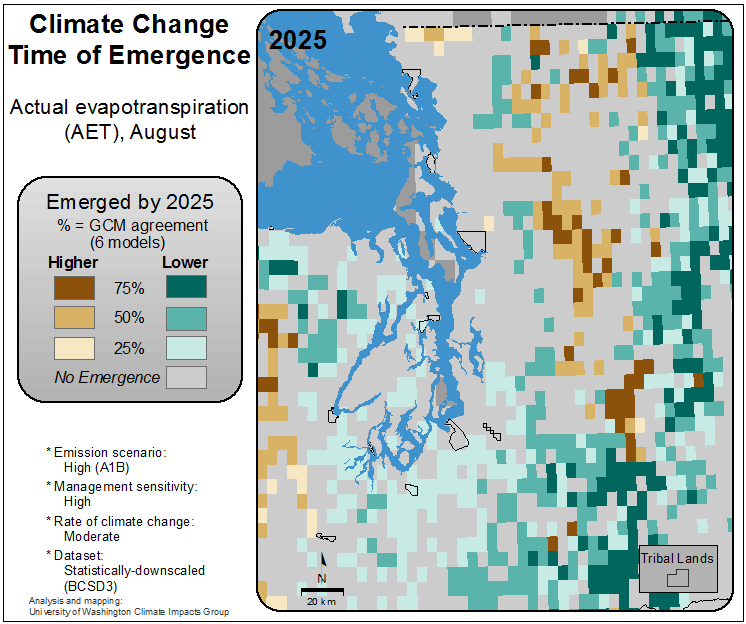 Climate Change
Time of Emergence
Actual evapotranspiration
(AET), August
Emerged by 2025
% = GCM agreement
(6 models)
Higher Lower
75%
50%
25%
No Emergence
* Emission scenario:
High (A1B)
* Management sensitivity:
High
* Rate of climate change:
Moderate
* Dataset:
Statistically-downscaled
(BCSD3)
Analysis and mapping:
University of Washington Climate Impacts Group
2025
N
20 km
Tribal Lands